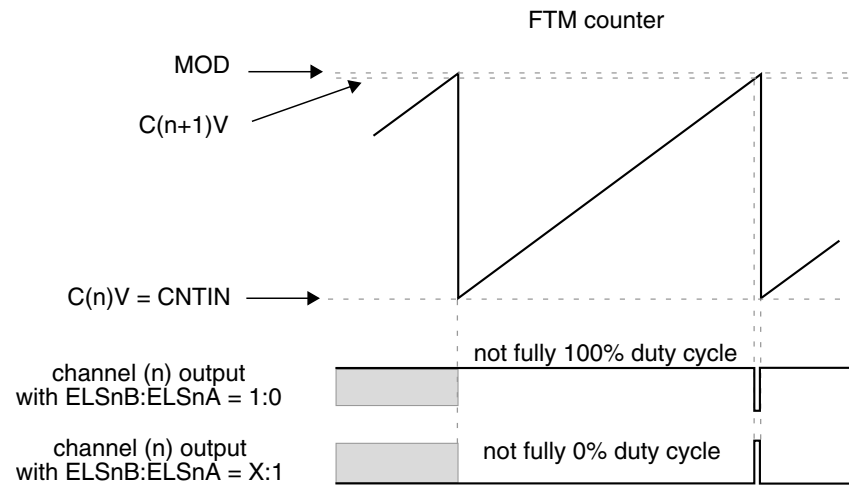 FTM counter
MOD
C(n+1)V
C(n)V = CNTIN
not fully 100% duty cycle
channel (n) output
with ELSnB:ELSnA = 1:0
channel (n) output
with ELSnB:ELSnA = X:1
not fully 0% duty cycle